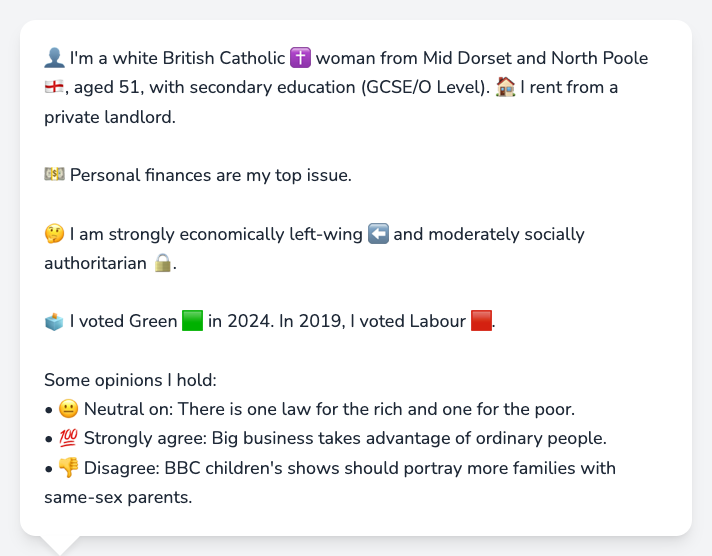 👤 I'm a white British Catholic ✝️ woman from Mid Dorset and North Poole
🏴󠁧󠁢󠁥󠁮󠁧󠁿, aged 51, with secondary education (GCSE/O Level). 🏠 I rent from a
private landlord.
💵 Personal finances are my top issue.
🤔 I am strongly economically left-wing ⬅️ and moderately socially
authoritarian 🔒.
🗳️ I voted Green 🟩 in 2024. In 2019, I voted Labour 🟥.
Some opinions I hold:
• 😐 Neutral on: There is one law for the rich and one for the poor.
• 💯 Strongly agree: Big business takes advantage of ordinary people.
• 👎 Disagree: BBC children's shows should portray more families with
same-sex parents.